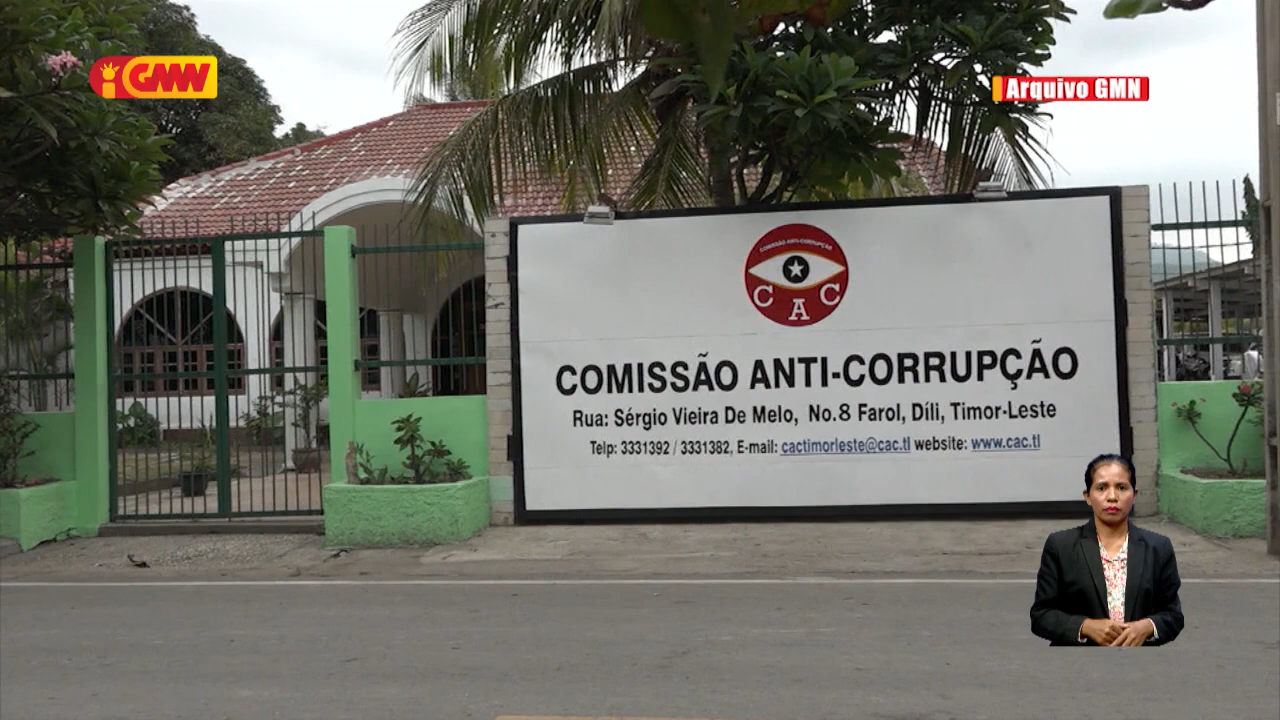 GMN
Arquivo GMN
COMISSÃO ANTI-CORRUPÇÃO
C A C
COMISSÃO ANTI-CORRUPÇÃO
Rua: Sérgio Vieira De Melo, No.8 Farol, Díli, Timor-Leste
Telp: 3331392 / 3331382, E-mail: cactimorleste@cac.tl website: www.cac.tl